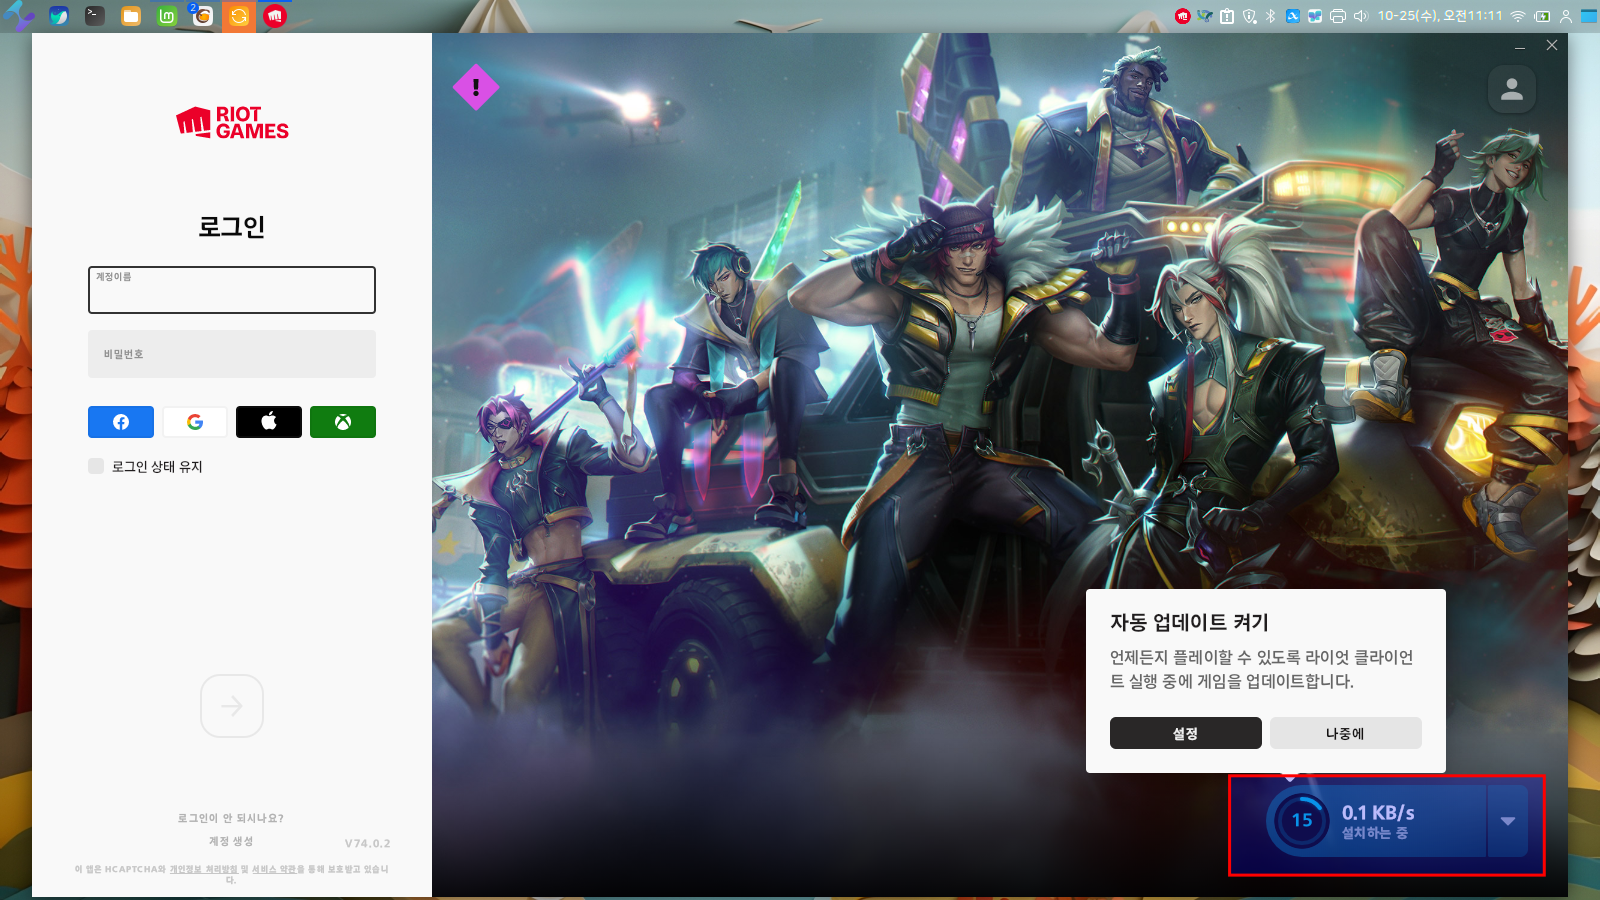 2
10-25(수), 오전11:11
RIOT
GAMES
로그인
계정이름
비밀번호
로그인 상태 유지
로그인이 안 되시나요?
계정 생성
V74.0.2
이 앱은 HCAPTCHA와 개인정보 처리방침 및 서비스 약관을 통해 보호받고 있습니
다.
!
자동 업데이트 켜기
언제든지 플레이할 수 있도록 라이엇 클라이언
트 실행 중에 게임을 업데이트합니다.
설정
나중에
15
0.1 KB/s
설치하는 중